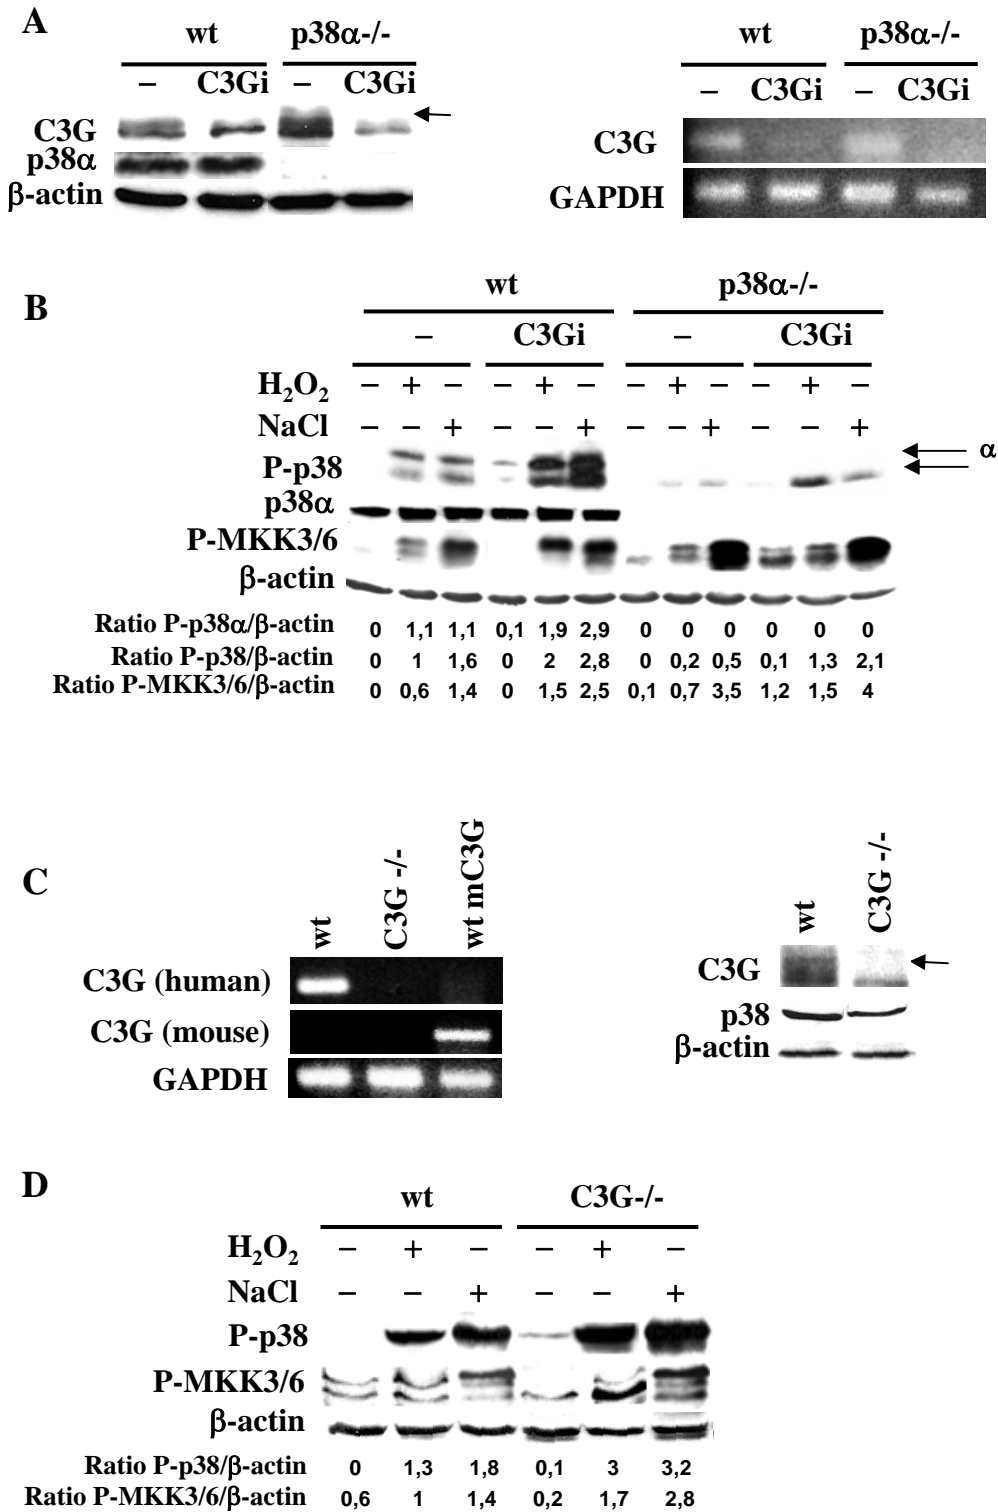 A
wt p38α-/-
– C3Gi – C3Gi
C3G
p38α
β-actin
wt p38α-/-
– C3Gi – C3Gi
C3G
GAPDH
B
wt p38α-/-
– C3Gi – C3Gi
H₂O₂ – + – – + – – + – – + –
NaCl – – + – – + – – + – – +
P-p38 α
p38α
P-MKK3/6
β-actin
Ratio P-p38α/β-actin 0 1,1 1,1 0,1 1,9 2,9 0 0 0 0 0 0
Ratio P-p38/β-actin 0 1 1,6 0 2 2,8 0 0,2 0,5 0,1 1,3 2,1
Ratio P-MKK3/6/β-actin 0 0,6 1,4 0 1,5 2,5 0,1 0,7 3,5 1,2 1,5 4
C
wt C3G -/- wt mC3G
C3G (human)
C3G (mouse)
GAPDH
wt C3G -/-
C3G
p38
β-actin
D
wt C3G-/-
H₂O₂ – + – – + –
NaCl – – + – – +
P-p38
P-MKK3/6
β-actin
Ratio P-p38/β-actin 0 1,3 1,8 0,1 3 3,2
Ratio P-MKK3/6/β-actin 0,6 1 1,4 0,2 1,7 2,8